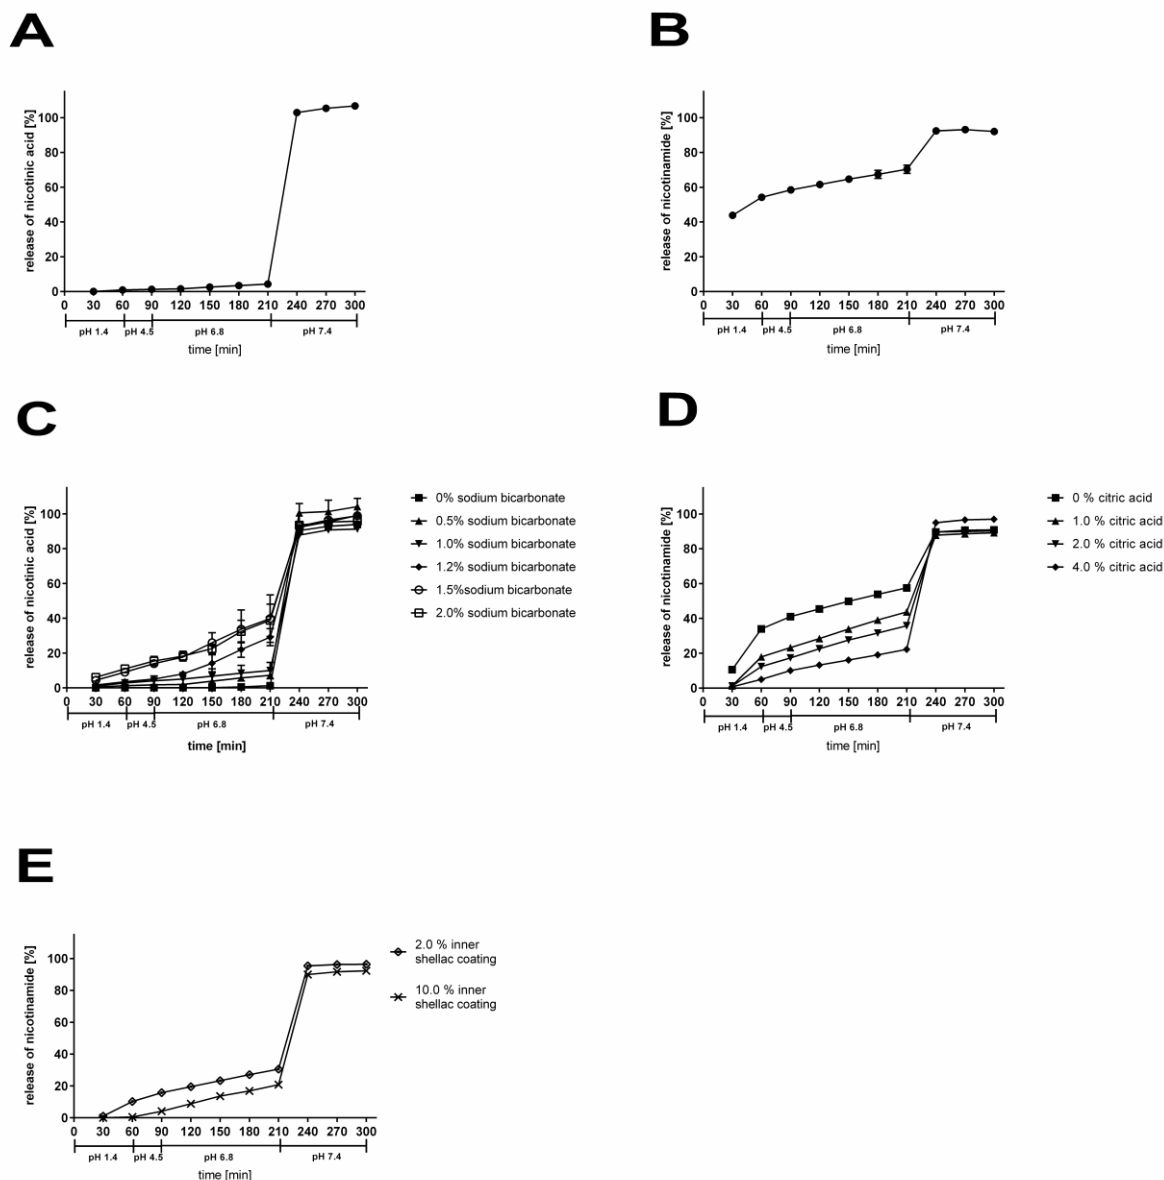 A
B
release of nicotinic acid [%]
100
80
60
40
20
0
0 30 60 90 120 150 180 210 240 270 300
pH 1.4 pH 4.5 pH 6.8 pH 7.4
time [min]
release of nicotinamide [%]
100
80
60
40
20
0
0 30 60 90 120 150 180 210 240 270 300
pH 1.4 pH 4.5 pH 6.8 pH 7.4
time [min]
C
D
release of nicotinic acid [%]
100
80
60
40
20
0
0 30 60 90 120 150 180 210 240 270 300
pH 1.4 pH 4.5 pH 6.8 pH 7.4
time [min]
0% sodium bicarbonate
0.5% sodium bicarbonate
1.0% sodium bicarbonate
1.2% sodium bicarbonate
1.5%sodium bicarbonate
2.0% sodium bicarbonate
release of nicotinamide [%]
100
80
60
40
20
0
0 30 60 90 120 150 180 210 240 270 300
pH 1.4 pH 4.5 pH 6.8 pH 7.4
time [min]
0 % citric acid
1.0 % citric acid
2.0 % citric acid
4.0 % citric acid
E
release of nicotinamide [%]
100
80
60
40
20
0
0 30 60 90 120 150 180 210 240 270 300
pH 1.4 pH 4.5 pH 6.8 pH 7.4
time [min]
2.0 % inner
shellac coating
10.0 % inner
shellac coating